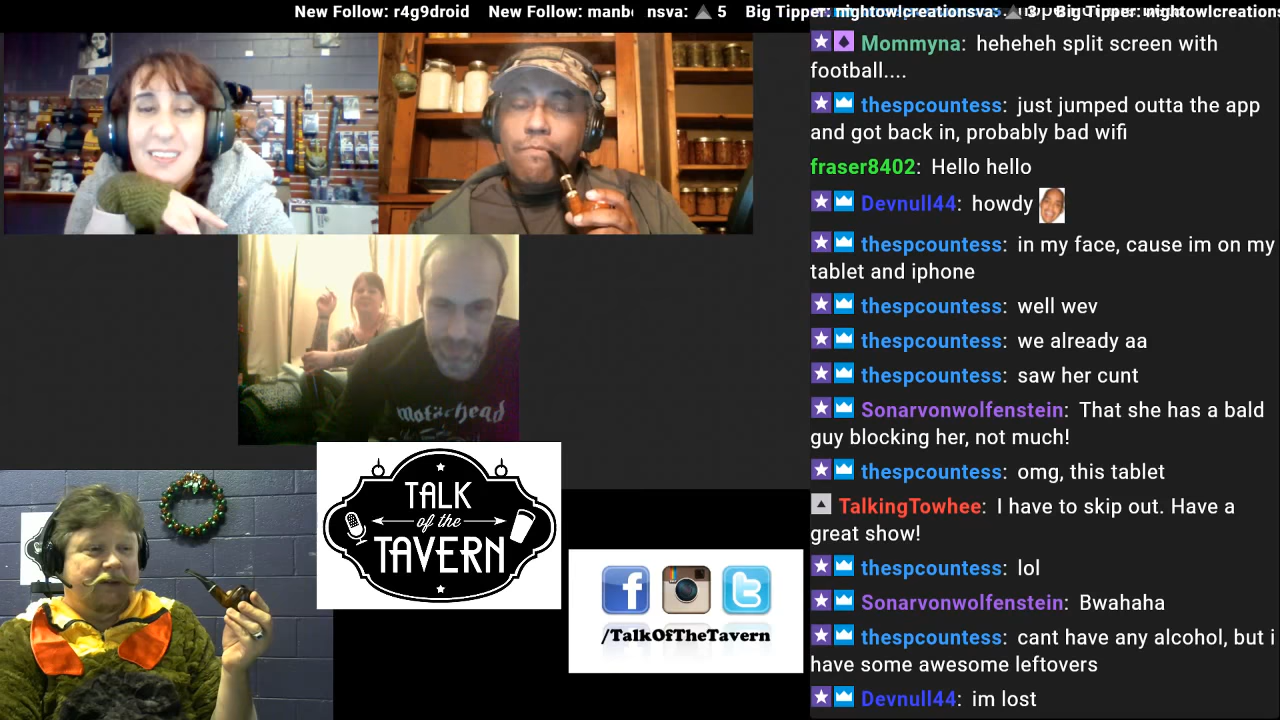 New Follow: r4g9droid New Follow: manb nsva: 5 Big Tipper: nightowlcreationsva: 3 Big Tipper: nightowlcreations
Mommyna: heheheh split screen with
football....
thespcountess: just jumped outta the app
and got back in, probably bad wifi
fraser8402: Hello hello
Devnull44: howdy
thespcountess: in my face, cause im on my
tablet and iphone
thespcountess: well wev
thespcountess: we already aa
thespcountess: saw her cunt
Sonarvonwolfenstein: That she has a bald
guy blocking her, not much!
thespcountess: omg, this tablet
TalkingTowhee: I have to skip out. Have a
great show!
thespcountess: lol
Sonarvonwolfenstein: Bwahaha
thespcountess: cant have any alcohol, but i
have some awesome leftovers
Devnull44: im lost
Motörhead
TALK
of the
TAVERN
f t
/TalkOfTheTavern